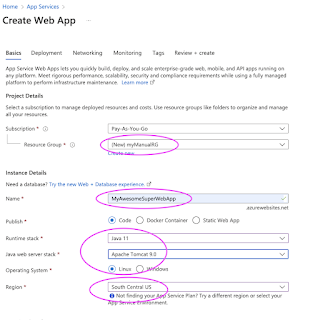 Home > App Services >
Create Web App ...
Basics Deployment Networking Monitoring Tags Review + create
App Service Web Apps lets you quickly build, deploy, and scale enterprise-grade web, mobile, and API apps running on
any platform. Meet rigorous performance, scalability, security and compliance requirements while using a fully managed
platform to perform infrastructure maintenance. Learn more
Project Details
Select a subscription to manage deployed resources and costs. Use resource groups like folders to organize and manage
all your resources.
Subscription * Pay-As-You-Go
Resource Group * (New) myManualRG
Create new
Instance Details
Need a database? Try the new Web + Database experience.
Name * MyAwesomeSuperWebApp
.azurewebsites.net
Publish * Code Docker Container Static Web App
Runtime stack * Java 11
Java web server stack * Apache Tomcat 9.0
Operating System * Linux Windows
Region * South Central US
Not finding your App Service Plan? Try a different region or select your
App Service Environment.